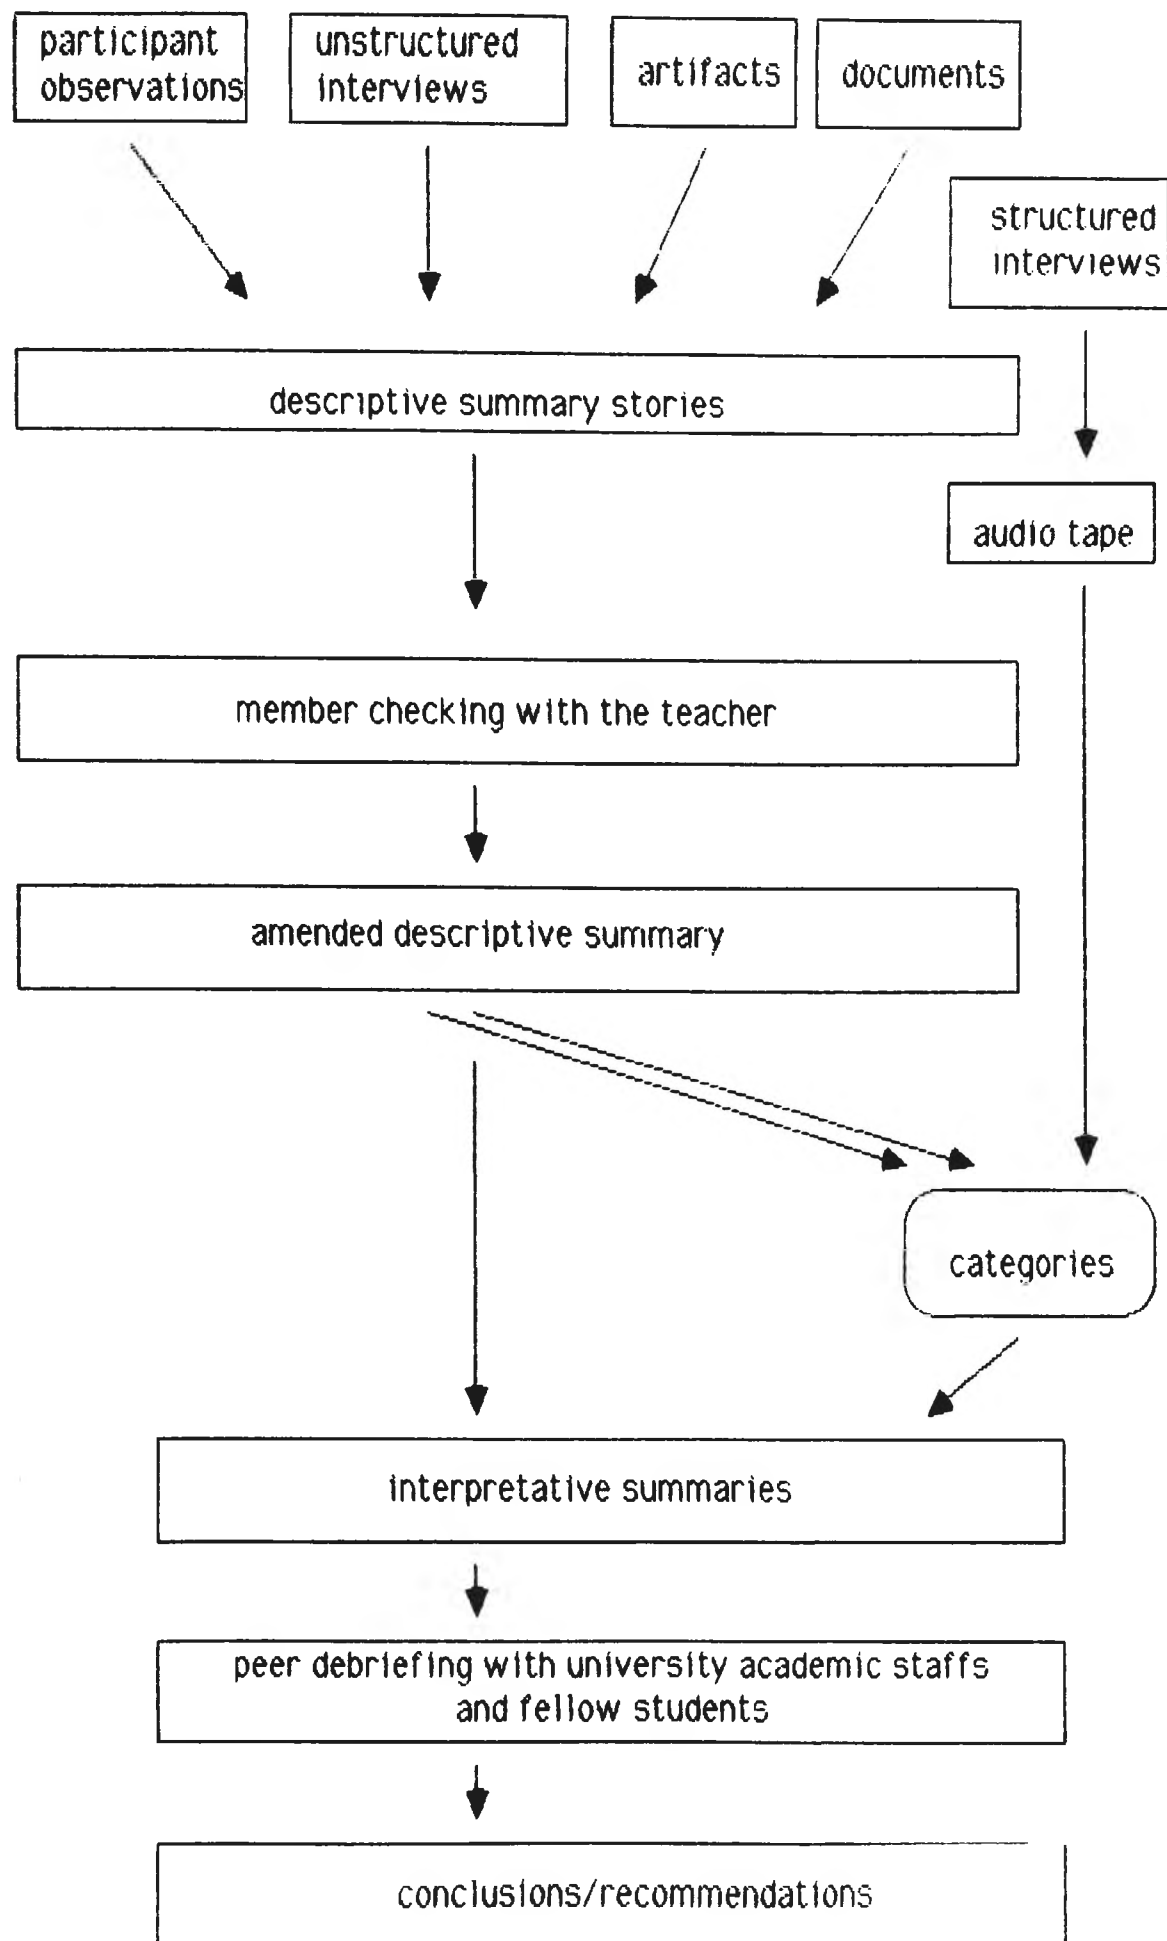 participant
observations
unstructured
interviews
artifacts
documents
structured
interviews
descriptive summary stories
audio tape
member checking with the teacher
amended descriptive summary
categories
interpretative summaries
peer debriefing with university academic staffs
and fellow students
conclusions/recommendations